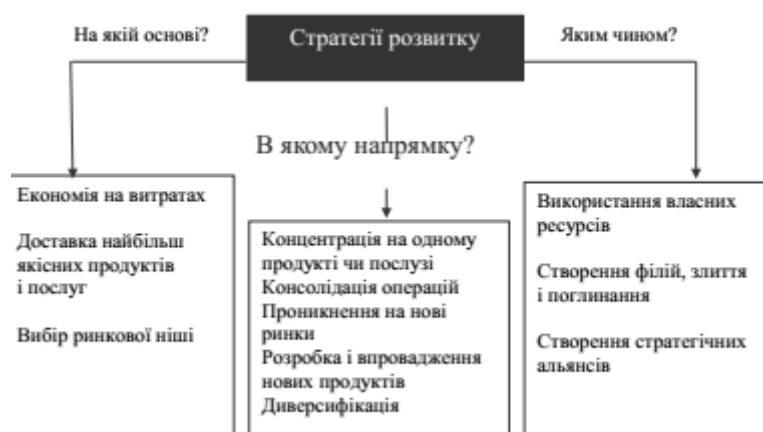 На якій основі?
Стратегії розвитку
Яким чином?
В якому напрямку?
Економія на витратах
Доставка найбільш
якісних продуктів
і послуг
Вибір ринкової ніші
Концентрація на одному
продукті чи послузі
Консолідація операцій
Проникнення на нові
ринки
Розробка і впровадження
нових продуктів
Диверсифікація
Використання власних
ресурсів
Створення філій, злиття
і поглинання
Створення стратегічних
альянсів